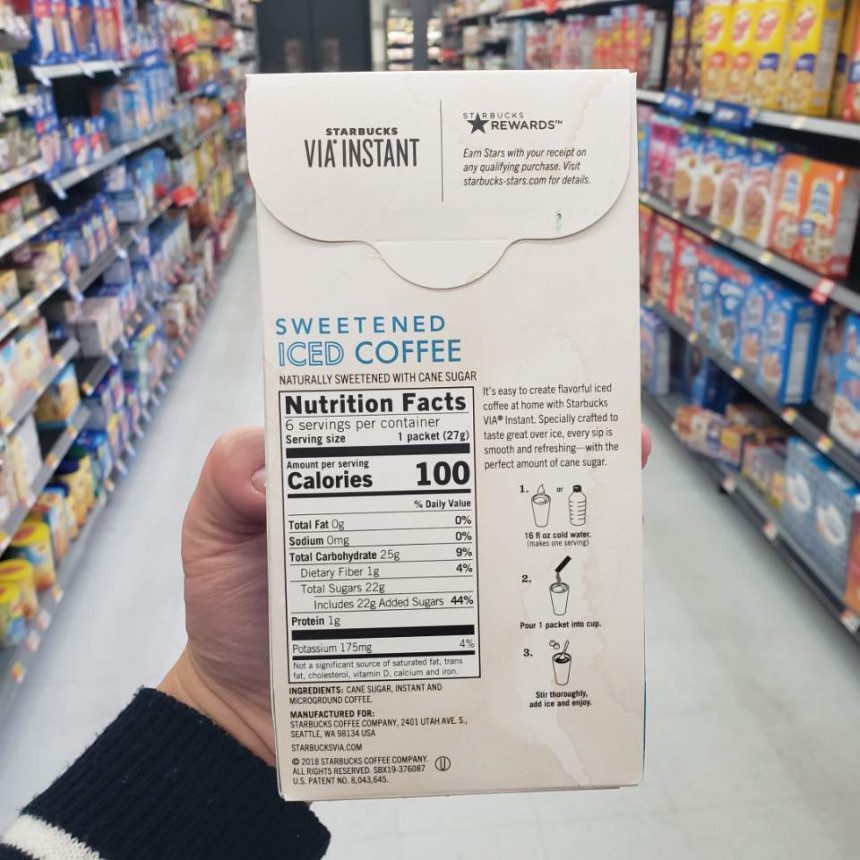 STARBUCKS
VIA® INSTANT
STARBUCKS
REWARDS™
Earn Stars with your receipt on
any qualifying purchase. Visit
starbucks-stars.com for details.
SWEETENED
ICED COFFEE
NATURALLY SWEETENED WITH CANE SUGAR
Nutrition Facts
6 servings per container
Serving size 1 packet (27g)
Amount per serving
Calories 100
% Daily Value
Total Fat 0g 0%
Sodium 0mg 0%
Total Carbohydrate 25g 9%
Dietary Fiber 1g 4%
Total Sugars 22g
Includes 22g Added Sugars 44%
Protein 1g
Potassium 175mg 4%
Not a significant source of saturated fat, trans
fat, cholesterol, vitamin D, calcium and iron.
INGREDIENTS: CANE SUGAR, INSTANT AND
MICROGROUND COFFEE.
MANUFACTURED FOR:
STARBUCKS COFFEE COMPANY, 2401 UTAH AVE. S.,
SEATTLE, WA 98134 USA
STARBUCKSVIA.COM
© 2018 STARBUCKS COFFEE COMPANY.
ALL RIGHTS RESERVED. SBX19-376087
U.S. PATENT NO. 8,043,645.
It's easy to create flavorful iced
coffee at home with Starbucks
VIA® Instant. Specially crafted to
taste great over ice, every sip is
smooth and refreshing—with the
perfect amount of cane sugar.
1. or
16 fl oz cold water.
(makes one serving)
2.
Pour 1 packet into cup.
3.
Stir thoroughly,
add ice and enjoy.